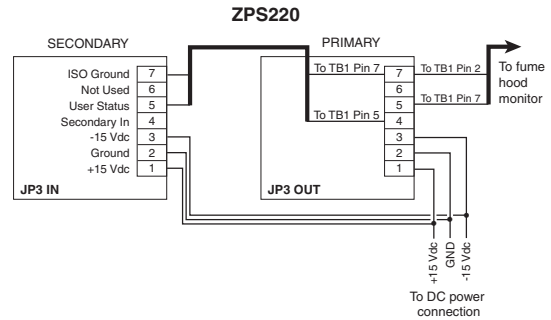 ZPS220
SECONDARY
ISO Ground 7
Not Used 6
User Status 5
Secondary In 4
-15 Vdc 3
Ground 2
+15 Vdc 1
JP3 IN
PRIMARY
To TB1 Pin 7
To TB1 Pin 5
7
6
5
4
3
2
1
JP3 OUT
To TB1 Pin 2
To TB1 Pin 7
To fume
hood
monitor
+15 Vdc
GND
-15 Vdc
To DC power
connection